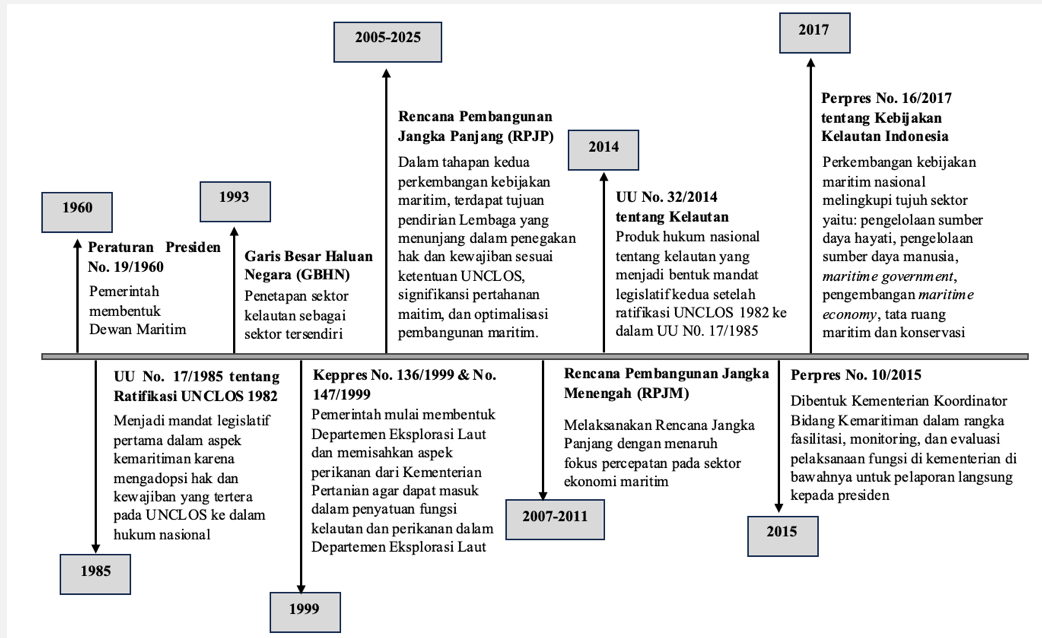 1960
Peraturan Presiden
No. 19/1960
Pemerintah
membentuk
Dewan Maritim
1985
UU No. 17/1985 tentang
Ratifikasi UNCLOS 1982
Menjadi mandat legislatif
pertama dalam aspek
kemaritiman karena
mengadopsi hak dan
kewajiban yang tertera
pada UNCLOS ke dalam
hukum nasional
1993
Garis Besar Haluan
Negara (GBHN)
Penetapan sektor
kelautan sebagai
sektor tersendiri
1999
Keppres No. 136/1999 & No.
147/1999
Pemerintah mulai membentuk
Departemen Eksplorasi Laut
dan memisahkan aspek
perikanan dari Kementerian
Pertanian agar dapat masuk
dalam penyatuan fungsi
kelautan dan perikanan dalam
Departemen Eksplorasi Laut
2005-2025
Rencana Pembangunan
Jangka Panjang (RPJP)
Dalam tahapan kedua
perkembangan kebijakan
maritim, terdapat tujuan
pendirian Lembaga yang
menunjang dalam penegakan
hak dan kewajiban sesuai
ketentuan UNCLOS,
signifikansi pertahanan
maitim, dan optimalisasi
pembangunan maritim.
2007-2011
Rencana Pembangunan Jangka
Menengah (RPJM)
Melaksanakan Rencana Jangka
Panjang dengan menaruh
fokus percepatan pada sektor
ekonomi maritim
2014
UU No. 32/2014
tentang Kelautan
Produk hukum nasional
tentang kelautan yang
menjadi bentuk mandat
legislatif kedua setelah
ratifikasi UNCLOS 1982 ke
dalam UU N0. 17/1985
2015
Perpres No. 10/2015
Dibentuk Kementerian Koordinator
Bidang Kemaritiman dalam rangka
fasilitasi, monitoring, dan evaluasi
pelaksanaan fungsi di kementerian di
bawahnya untuk pelaporan langsung
kepada presiden
2017
Perpres No. 16/2017
tentang Kebijakan
Kelautan Indonesia
Perkembangan kebijakan
maritim nasional
melingkupi tujuh sektor
yaitu: pengelolaan sumber
daya hayati, pengelolaan
sumber daya manusia,
maritime government,
pengembangan maritime
economy, tata ruang
maritim dan konservasi